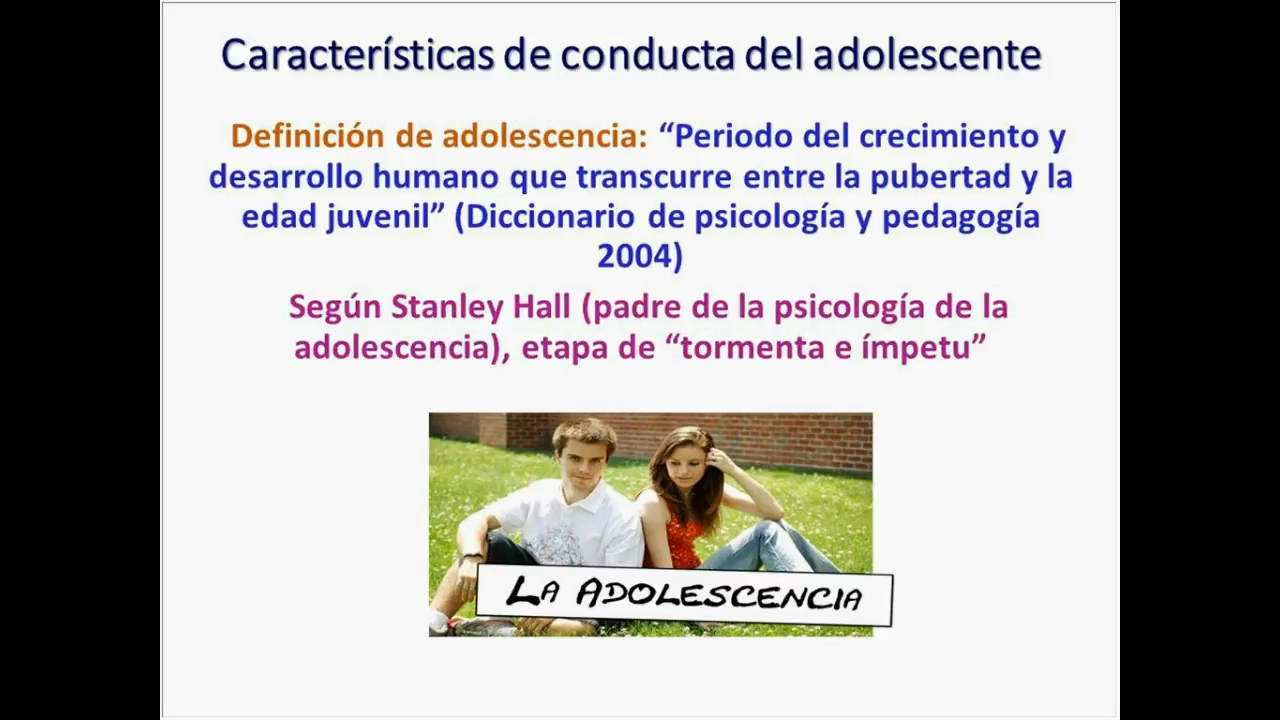 Características de conducta del adolescente
Definición de adolescencia: “Periodo del crecimiento y
desarrollo humano que transcurre entre la pubertad y la
edad juvenil” (Diccionario de psicología y pedagogía
2004)
Según Stanley Hall (padre de la psicología de la
adolescencia), etapa de “tormenta e ímpetu”
LA ADOLESCENCIA